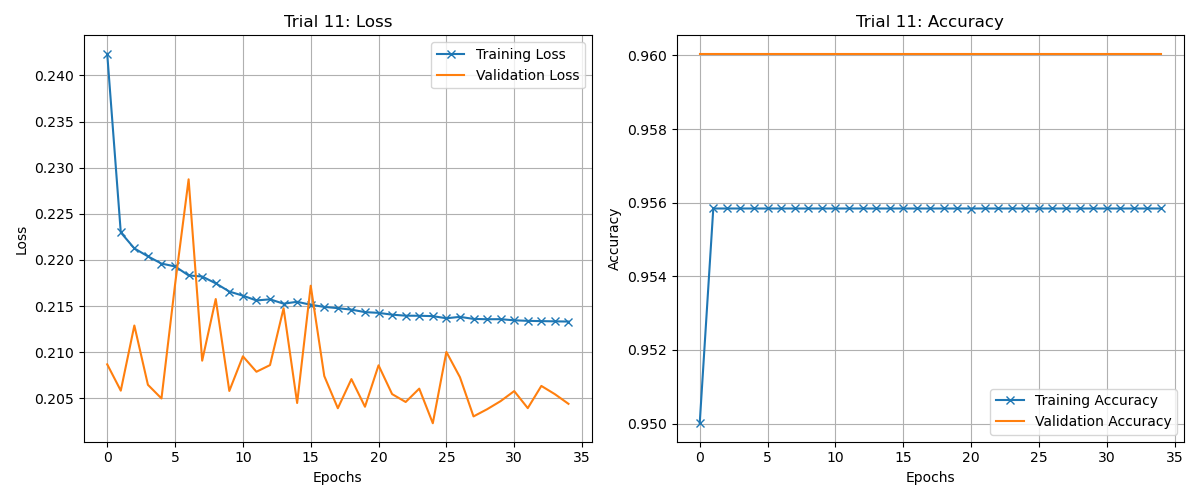 Trial 11: Loss
0.240
0.235
0.230
0.225
0.220
0.215
0.210
0.205
Loss
0 5 10 15 20 25 30 35
Epochs
Training Loss
Validation Loss
Trial 11: Accuracy
0.960
0.958
0.956
0.954
0.952
0.950
Accuracy
0 5 10 15 20 25 30 35
Epochs
Training Accuracy
Validation Accuracy